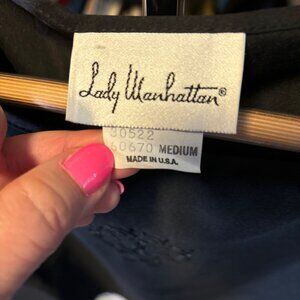 Lady Manhattan®
30522
60670 MEDIUM
MADE IN U.S.A.